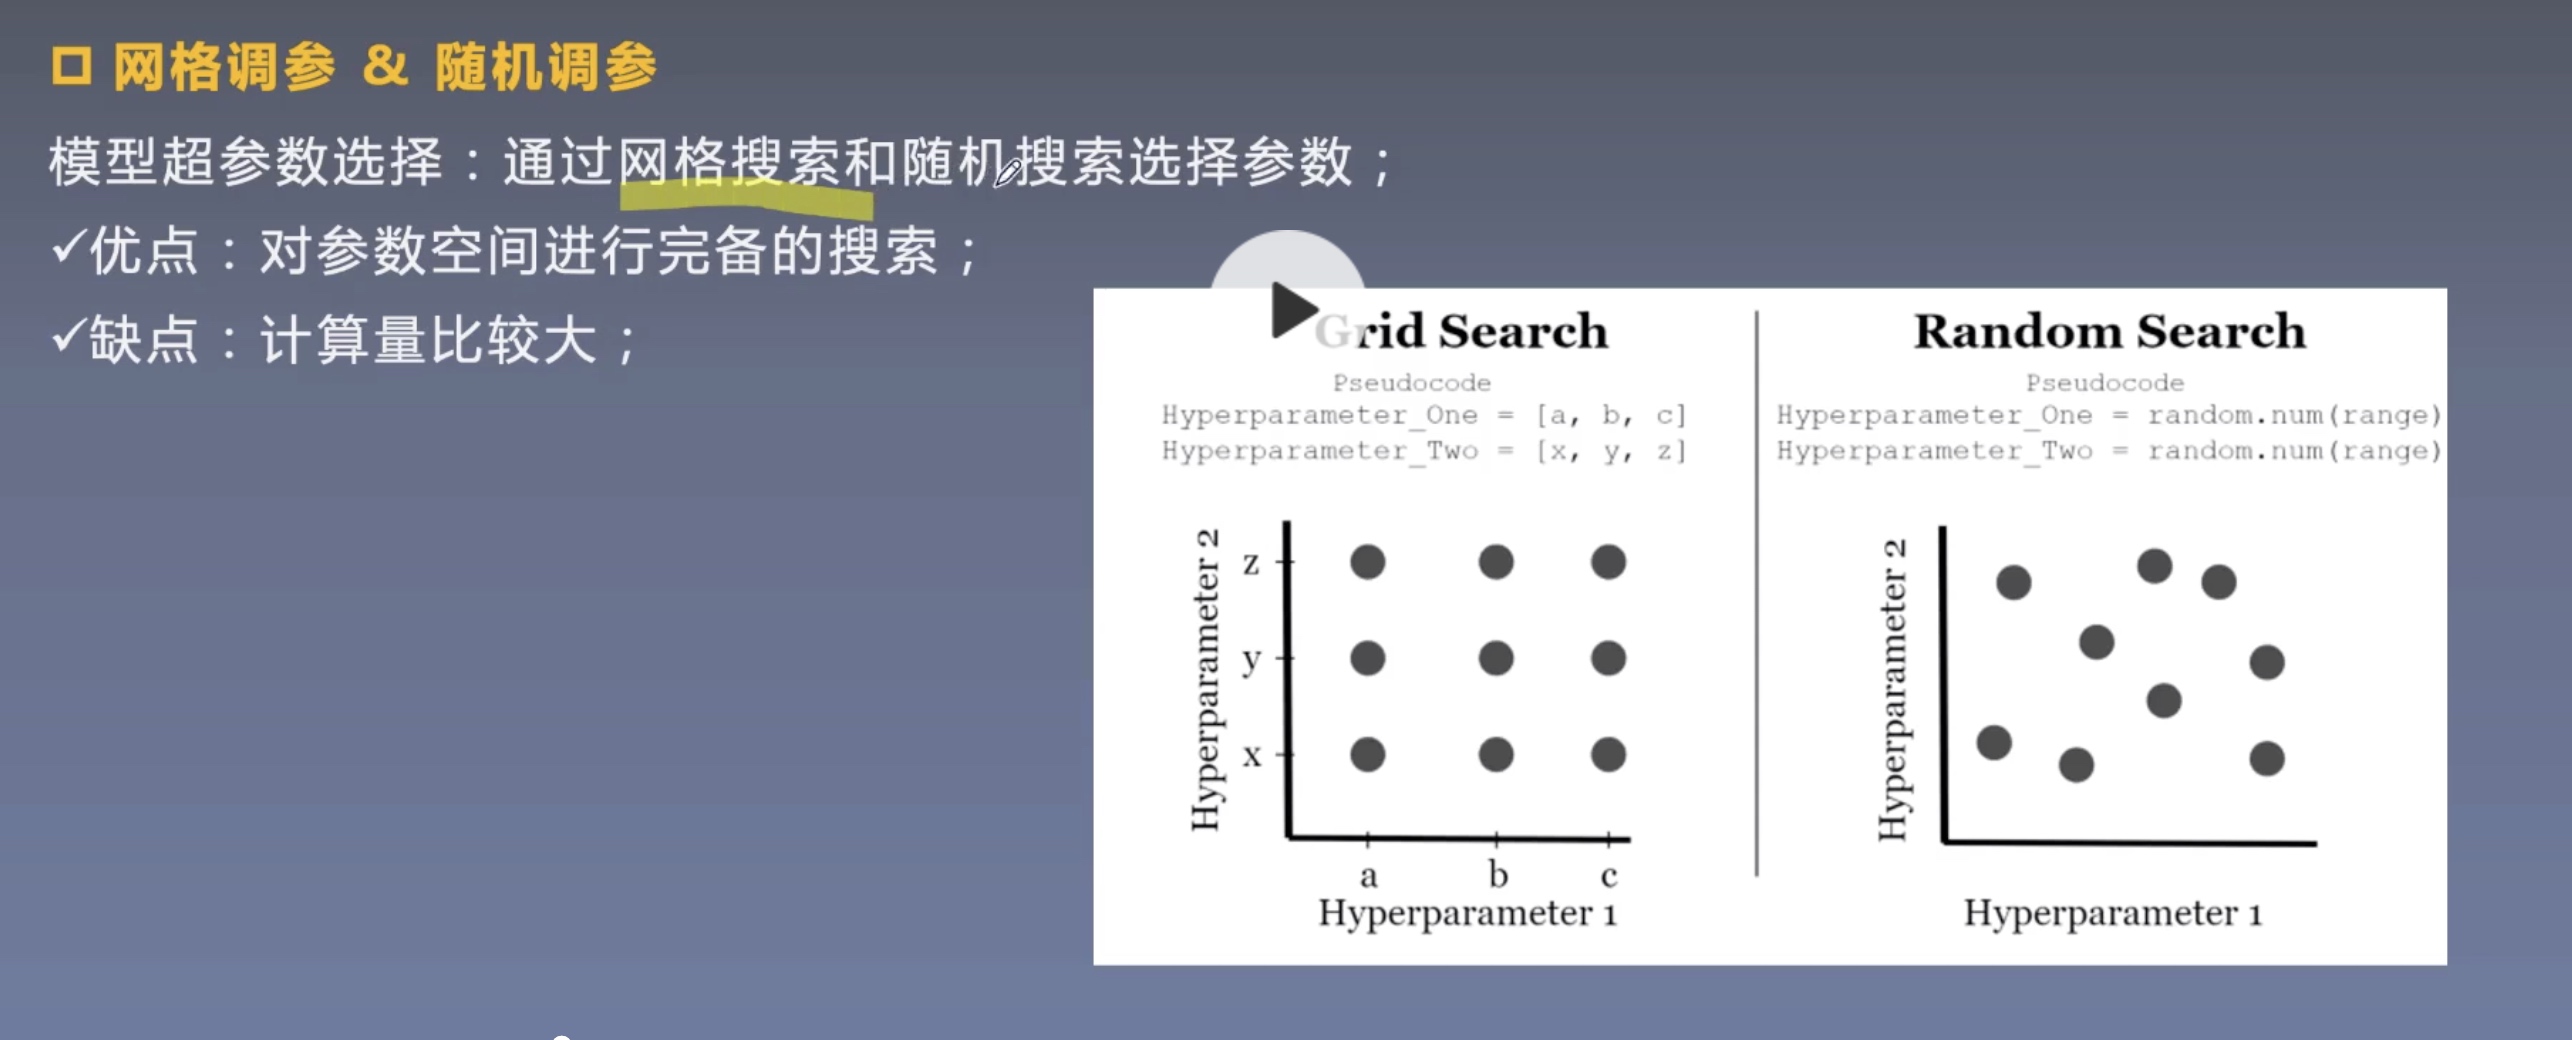 网格调参 & 随机调参
模型超参数选择：通过网格搜索和随机搜索选择参数；
✓优点：对参数空间进行完备的搜索；
✓缺点：计算量比较大；
Grid Search
Pseudocode
Hyperparameter_One = [a, b, c]
Hyperparameter_Two = [x, y, z]
Hyperparameter 2
z
y
x
a b c
Hyperparameter 1
Random Search
Pseudocode
Hyperparameter_One = random.num(range)
Hyperparameter_Two = random.num(range)
Hyperparameter 2
Hyperparameter 1